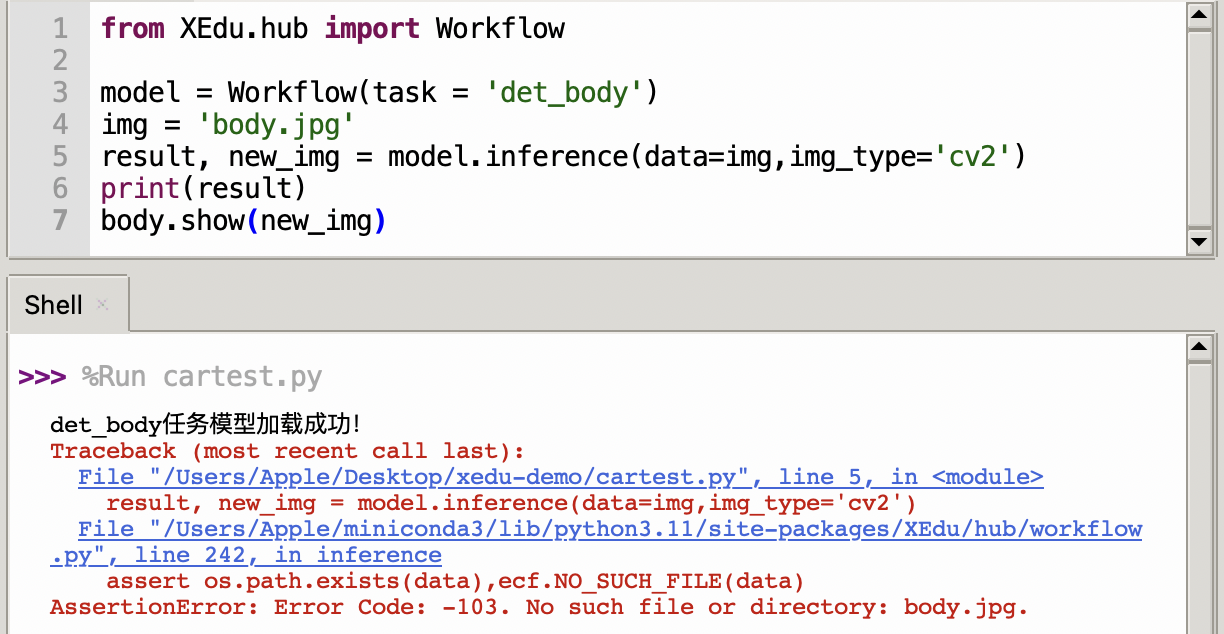 1 from XEdu.hub import Workflow
2
3 model = Workflow(task = 'det_body')
4 img = 'body.jpg'
5 result, new_img = model.inference(data=img,img_type='cv2')
6 print(result)
7 body.show(new_img)
Shell ×
>>> %Run cartest.py
det_body任务模型加载成功!
Traceback (most recent call last):
File "/Users/Apple/Desktop/xedu-demo/cartest.py", line 5, in <module>
result, new_img = model.inference(data=img,img_type='cv2')
File "/Users/Apple/miniconda3/lib/python3.11/site-packages/XEdu/hub/workflow
.py", line 242, in inference
assert os.path.exists(data),ecf.NO_SUCH_FILE(data)
AssertionError: Error Code: -103. No such file or directory: body.jpg.